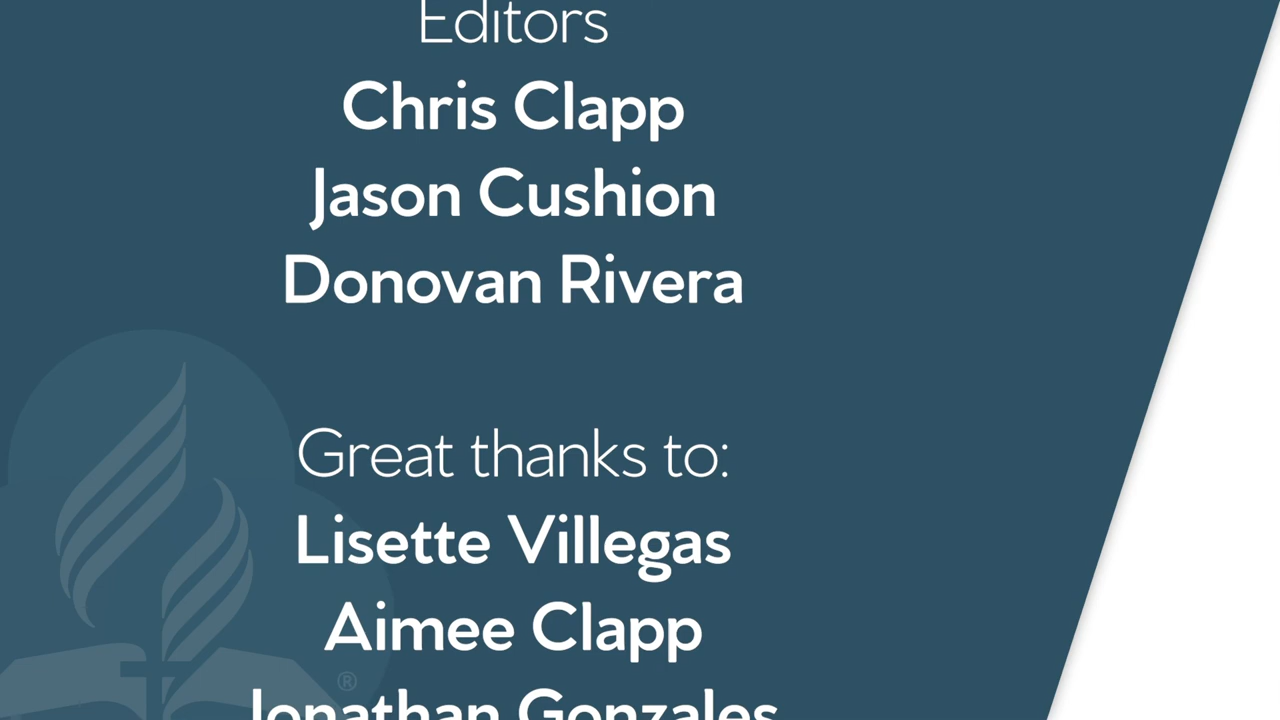 Editors
Chris Clapp
Jason Cushion
Donovan Rivera
Great thanks to:
Lisette Villegas
Aimee Clapp
®
Jonathan Gonzales